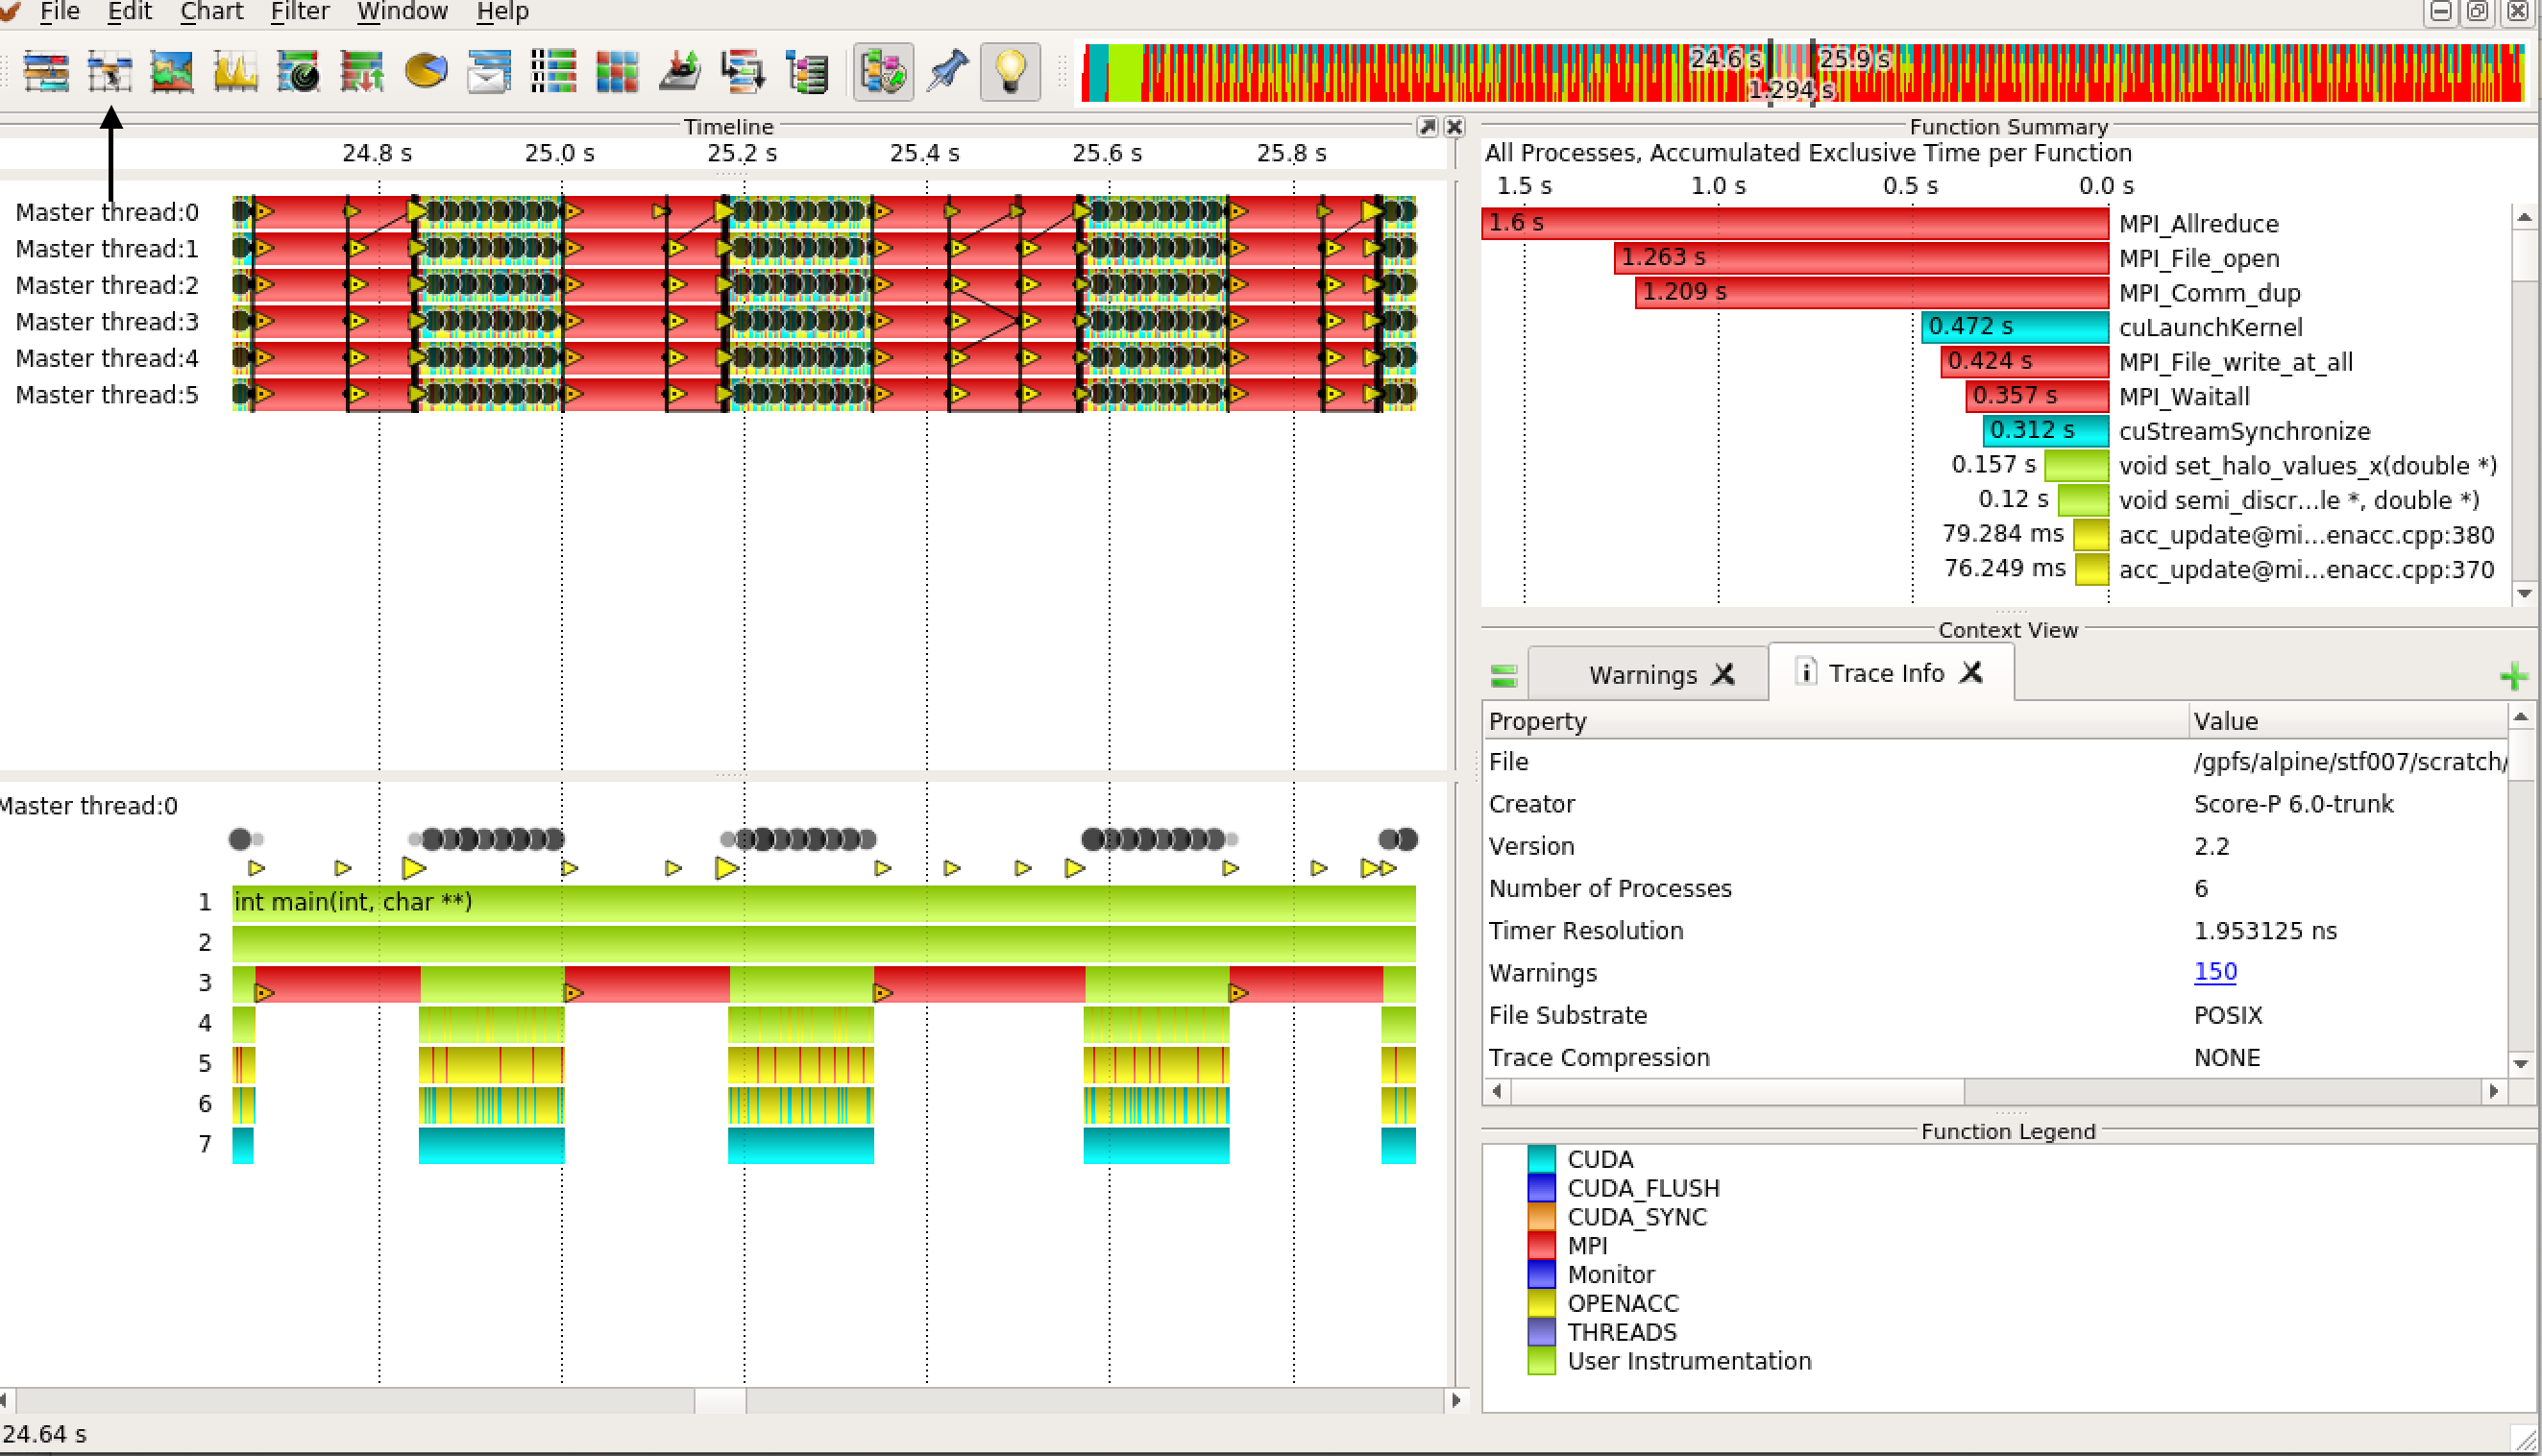 File Edit Chart Filter Window Help
24.6 s 25.9 s
1.294 s
Timeline
24.8 s 25.0 s 25.2 s 25.4 s 25.6 s 25.8 s
Master thread:0
Master thread:1
Master thread:2
Master thread:3
Master thread:4
Master thread:5
Master thread:0
1 int main(int, char **)
2
3
4
5
6
7
24.64 s
Function Summary
All Processes, Accumulated Exclusive Time per Function
1.5 s 1.0 s 0.5 s 0.0 s
1.6 s MPI_Allreduce
1.263 s MPI_File_open
1.209 s MPI_Comm_dup
0.472 s cuLaunchKernel
0.424 s MPI_File_write_at_all
0.357 s MPI_Waitall
0.312 s cuStreamSynchronize
0.157 s void set_halo_values_x(double *)
0.12 s void semi_discr...le *, double *)
79.284 ms acc_update@mi...enacc.cpp:380
76.249 ms acc_update@mi...enacc.cpp:370
Context View
Warnings Trace Info
Property Value
File /gpfs/alpine/stf007/scratch/
Creator Score-P 6.0-trunk
Version 2.2
Number of Processes 6
Timer Resolution 1.953125 ns
Warnings 150
File Substrate POSIX
Trace Compression NONE
Function Legend
CUDA
CUDA_FLUSH
CUDA_SYNC
MPI
Monitor
OPENACC
THREADS
User Instrumentation